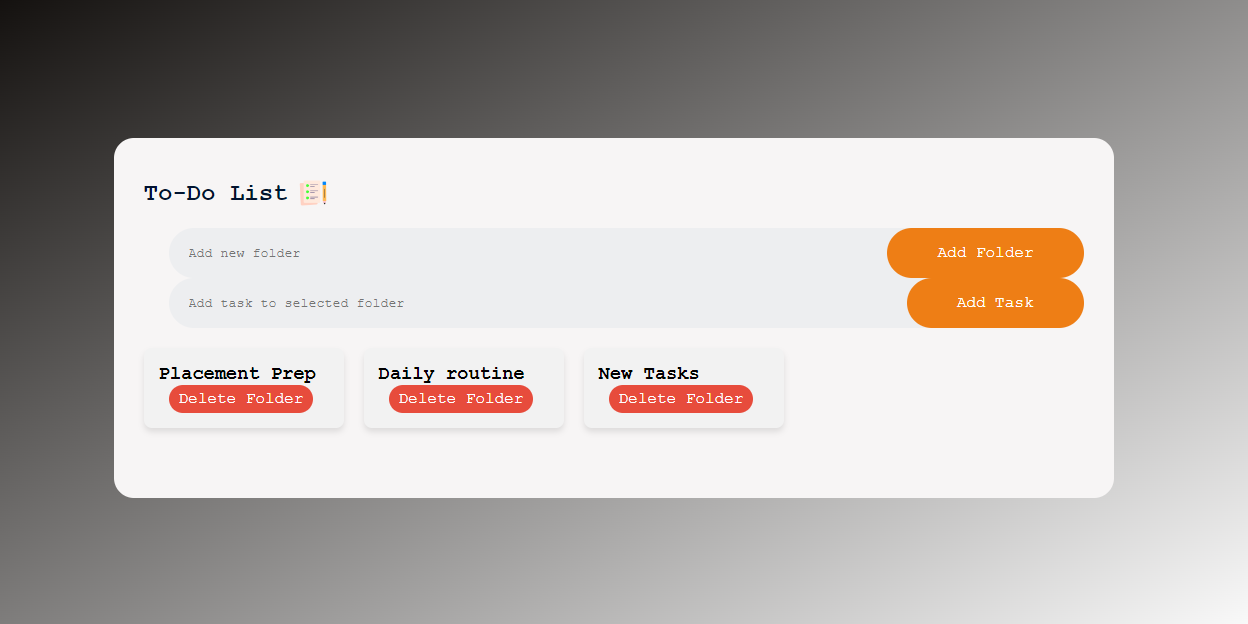 To-Do List
Add new folder
Add Folder
Add task to selected folder
Add Task
Placement Prep
Delete Folder
Daily routine
Delete Folder
New Tasks
Delete Folder